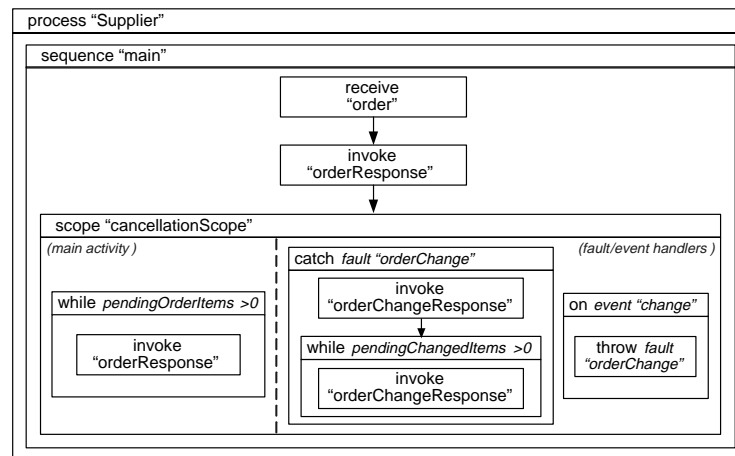 process “Supplier”
sequence “main”
receive
“order”
invoke
“orderResponse”
scope “cancellationScope”
(main activity )
(fault/event handlers )
catch fault “orderChange”
invoke
“orderChangeResponse”
while pendingOrderItems >0
invoke
“orderResponse”
while pendingChangedItems >0
invoke
“orderChangeResponse”
on event “change”
throw fault
“orderChange”